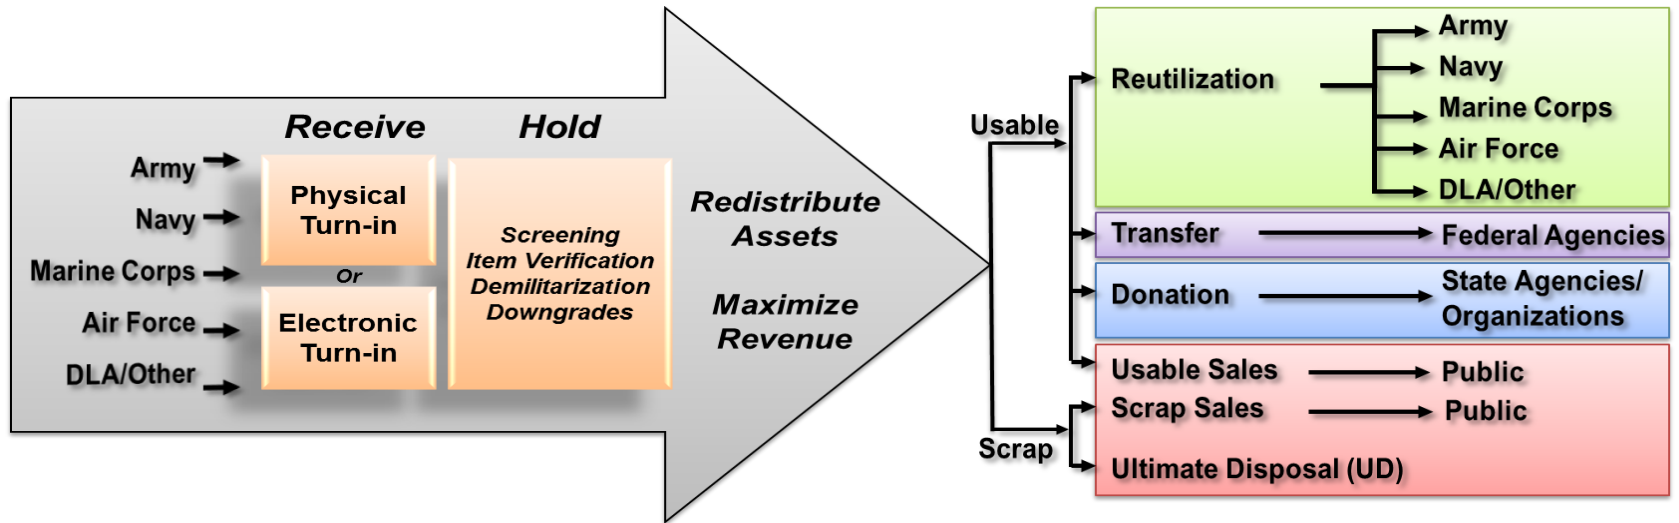 Receive
Hold
Army
Navy
Marine Corps
Air Force
DLA/Other
Physical
Turn-in
Or
Electronic
Turn-in
Screening
Item Verification
Demilitarization
Downgrades
Redistribute
Assets
Maximize
Revenue
Usable
Scrap
Reutilization
Army
Navy
Marine Corps
Air Force
DLA/Other
Transfer
Federal Agencies
Donation
State Agencies/
Organizations
Usable Sales
Public
Scrap Sales
Public
Ultimate Disposal (UD)